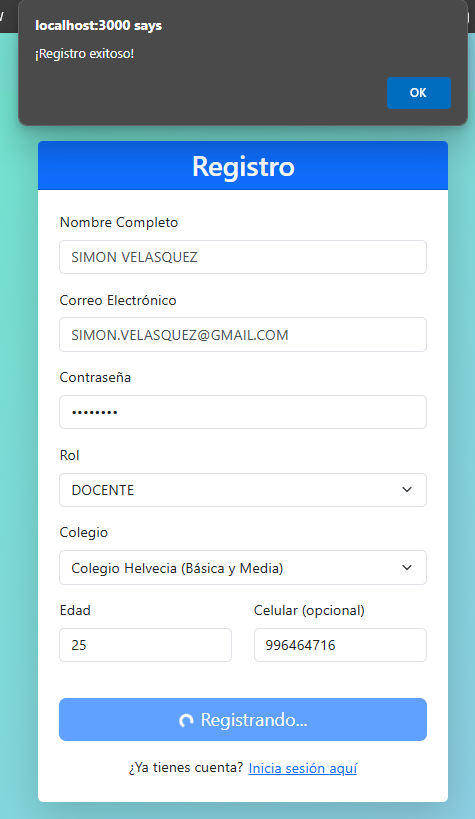 localhost:3000 says
¡Registro exitoso!
OK
Registro
Nombre Completo
SIMON VELASQUEZ
Correo Electrónico
SIMON.VELASQUEZ@GMAIL.COM
Contraseña
••••••••
Rol
DOCENTE
Colegio
Colegio Helvecia (Básica y Media)
Edad
Celular (opcional)
25
996464716
Registrando...
¿Ya tienes cuenta? Inicia sesión aquí